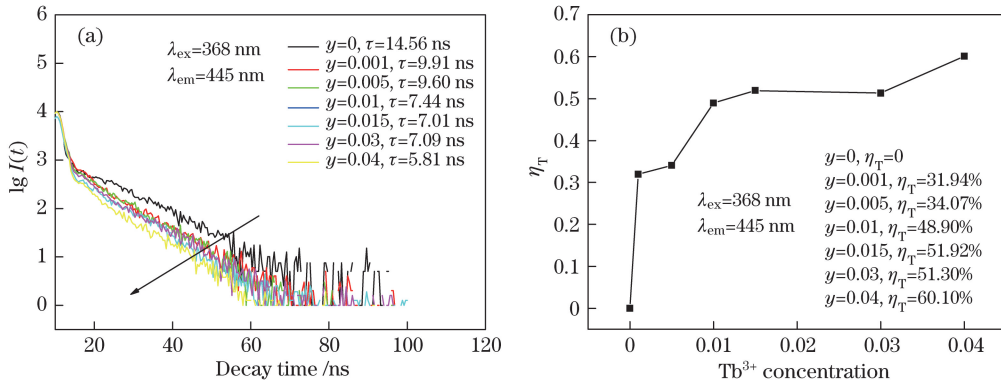 (a)
λex=368 nm
λem=445 nm
y=0, τ=14.56 ns
y=0.001, τ=9.91 ns
y=0.005, τ=9.60 ns
y=0.01, τ=7.44 ns
y=0.015, τ=7.01 ns
y=0.03, τ=7.09 ns
y=0.04, τ=5.81 ns
lg I(t)
6
5
4
3
2
1
0
20 40 60 80 100 120
Decay time /ns
(b)
λex=368 nm
λem=445 nm
y=0, ηT=0
y=0.001, ηT=31.94%
y=0.005, ηT=34.07%
y=0.01, ηT=48.90%
y=0.015, ηT=51.92%
y=0.03, ηT=51.30%
y=0.04, ηT=60.10%
ηT
0.7
0.6
0.5
0.4
0.3
0.2
0.1
0
0 0.01 0.02 0.03 0.04
Tb³⁺ concentration